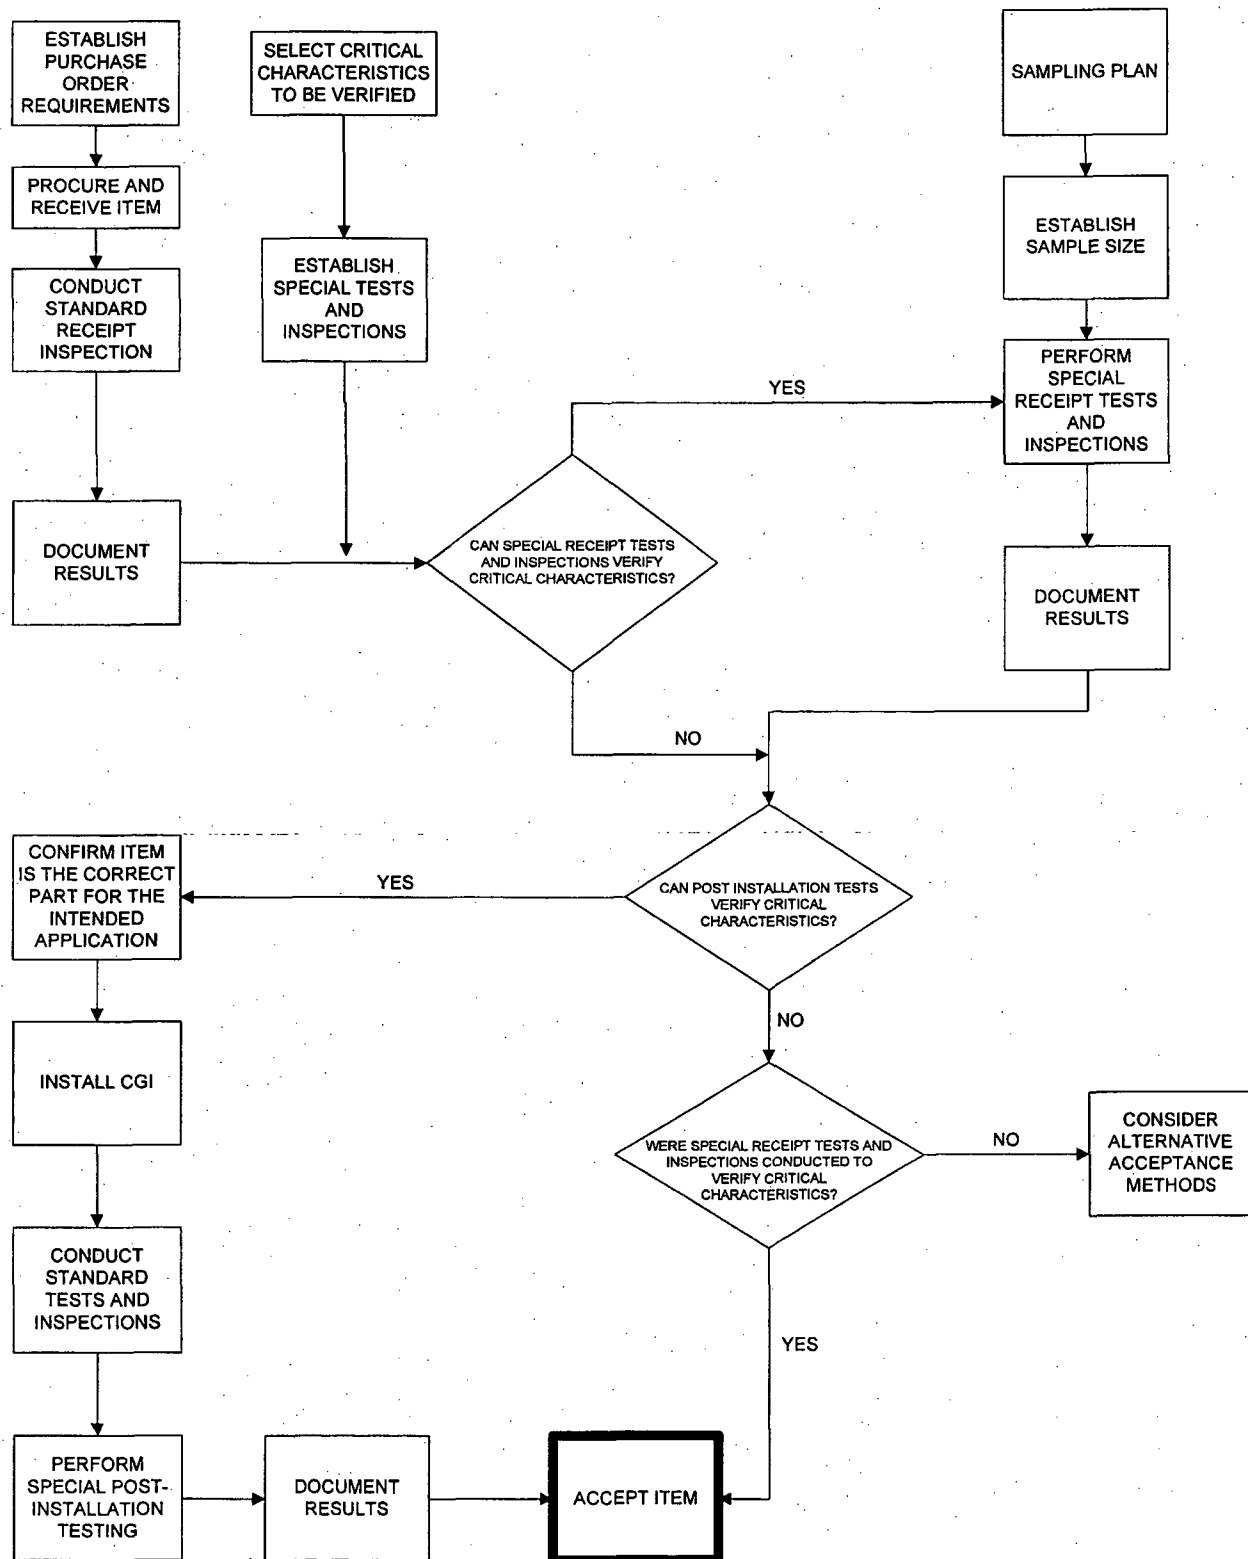 ESTABLISH
PURCHASE
ORDER
REQUIREMENTS
SELECT CRITICAL
CHARACTERISTICS
TO BE VERIFIED
SAMPLING PLAN
PROCURE AND
RECEIVE ITEM
ESTABLISH
SAMPLE SIZE
CONDUCT
STANDARD
RECEIPT
INSPECTION
ESTABLISH
SPECIAL TESTS
AND
INSPECTIONS
YES
PERFORM
SPECIAL
RECEIPT TESTS
AND
INSPECTIONS
DOCUMENT
RESULTS
CAN SPECIAL RECEIPT TESTS
AND INSPECTIONS VERIFY
CRITICAL CHARACTERISTICS?
DOCUMENT
RESULTS
NO
CONFIRM ITEM
IS THE CORRECT
PART FOR THE
INTENDED
APPLICATION
YES
CAN POST INSTALLATION TESTS
VERIFY CRITICAL
CHARACTERISTICS?
NO
INSTALL CGI
WERE SPECIAL RECEIPT TESTS AND
INSPECTIONS CONDUCTED TO
VERIFY CRITICAL
CHARACTERISTICS?
NO
CONSIDER
ALTERNATIVE
ACCEPTANCE
METHODS
CONDUCT
STANDARD
TESTS AND
INSPECTIONS
YES
PERFORM
SPECIAL POST-
INSTALLATION
TESTING
DOCUMENT
RESULTS
ACCEPT ITEM